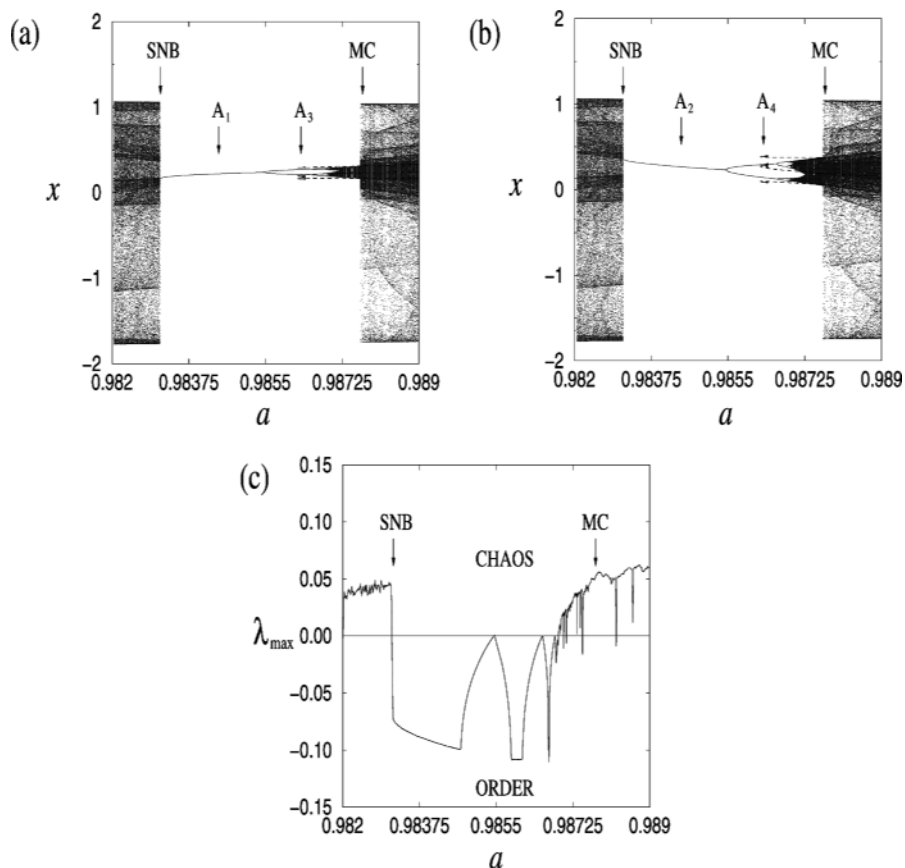 (a)
2
SNB
MC
A₁
A₃
1
x
0
-1
-2
0.982
0.98375
0.9855
0.98725
0.989
a
(b)
2
SNB
MC
A₂
A₄
1
x
0
-1
-2
0.982
0.98375
0.9855
0.98725
0.989
a
(c)
0.15
SNB
MC
0.10
CHAOS
0.05
λmax
0.00
-0.05
-0.10
ORDER
-0.15
0.982
0.98375
0.9855
0.98725
0.989
a